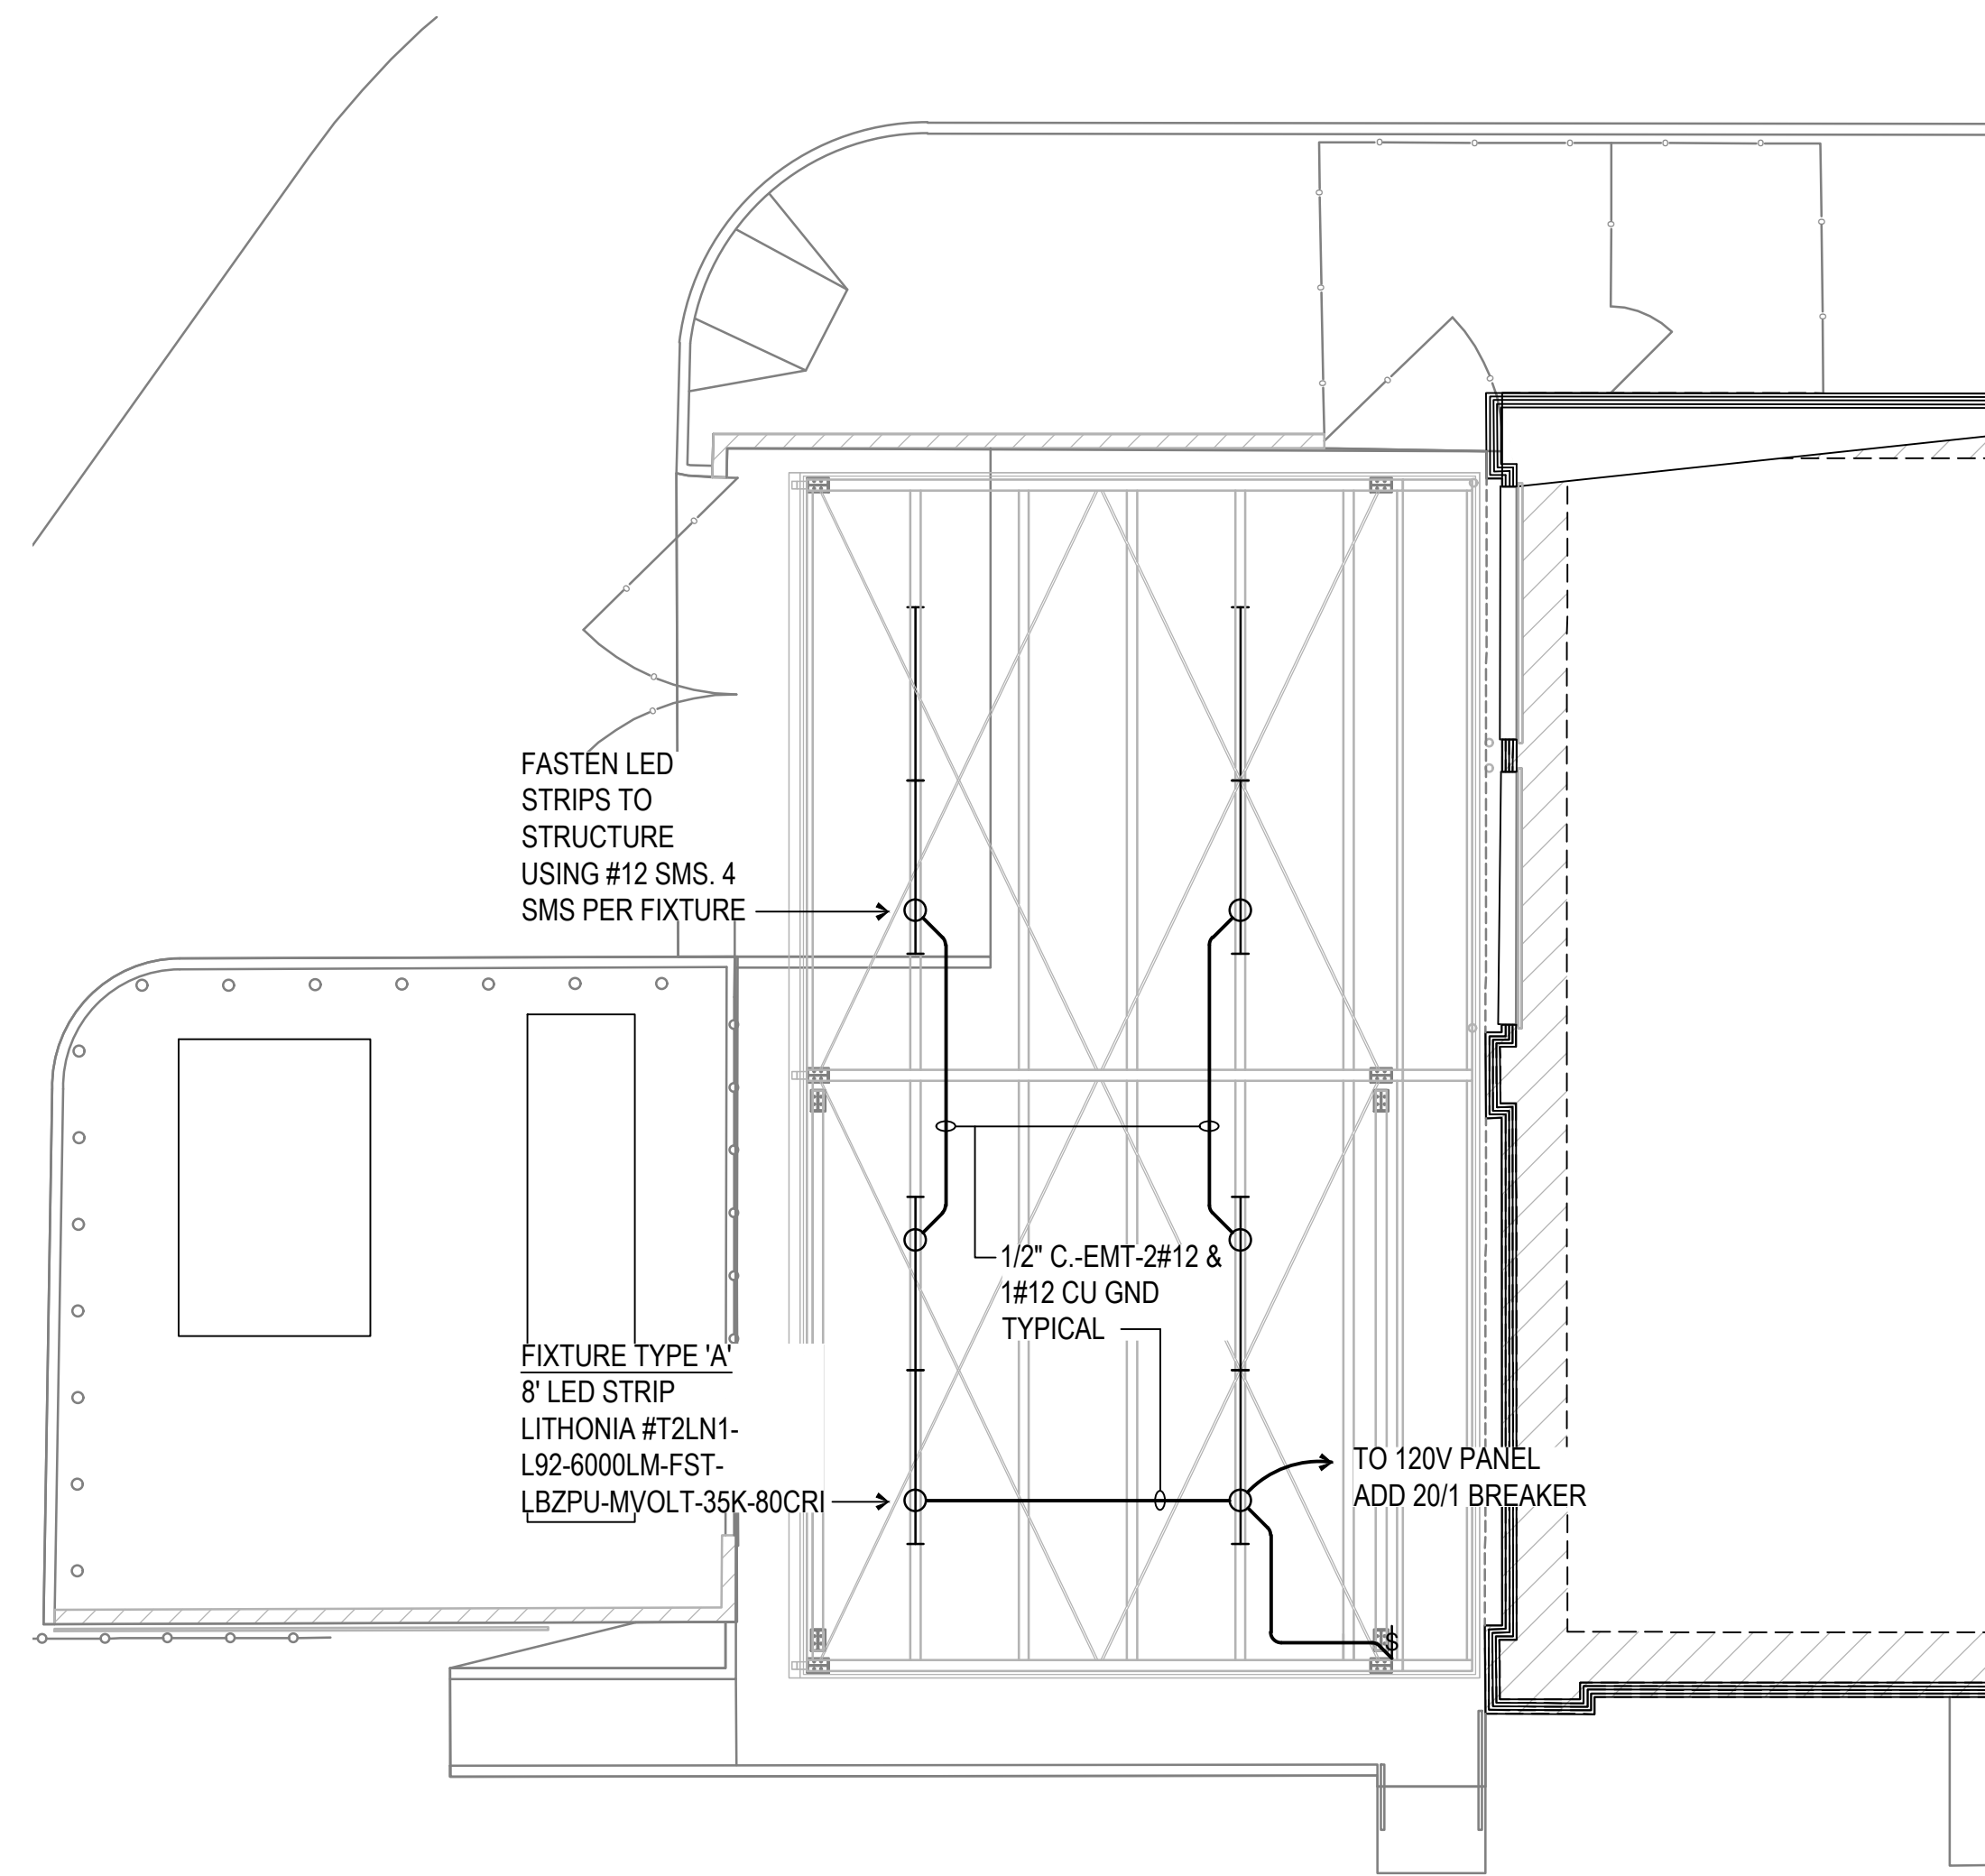 FASTEN LED
STRIPS TO
STRUCTURE
USING #12 SMS. 4
SMS PER FIXTURE
1/2" C.-EMT-2#12 &
1#12 CU GND
TYPICAL
FIXTURE TYPE 'A'
8' LED STRIP
LITHONIA #T2LN1-
L92-6000LM-FST-
LBZPU-MVOLT-35K-80CRI
TO 120V PANEL
ADD 20/1 BREAKER
S